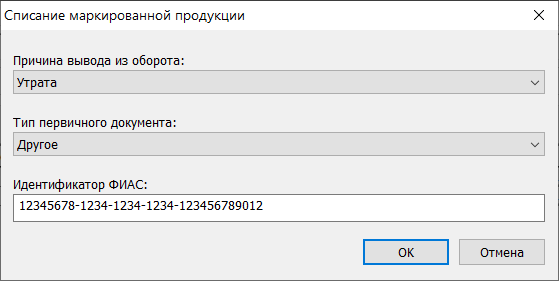 Списание маркированной продукции
Причина вывода из оборота:
Утрата
Тип первичного документа:
Другое
Идентификатор ФИАС:
12345678-1234-1234-1234-123456789012
ОК
Отмена